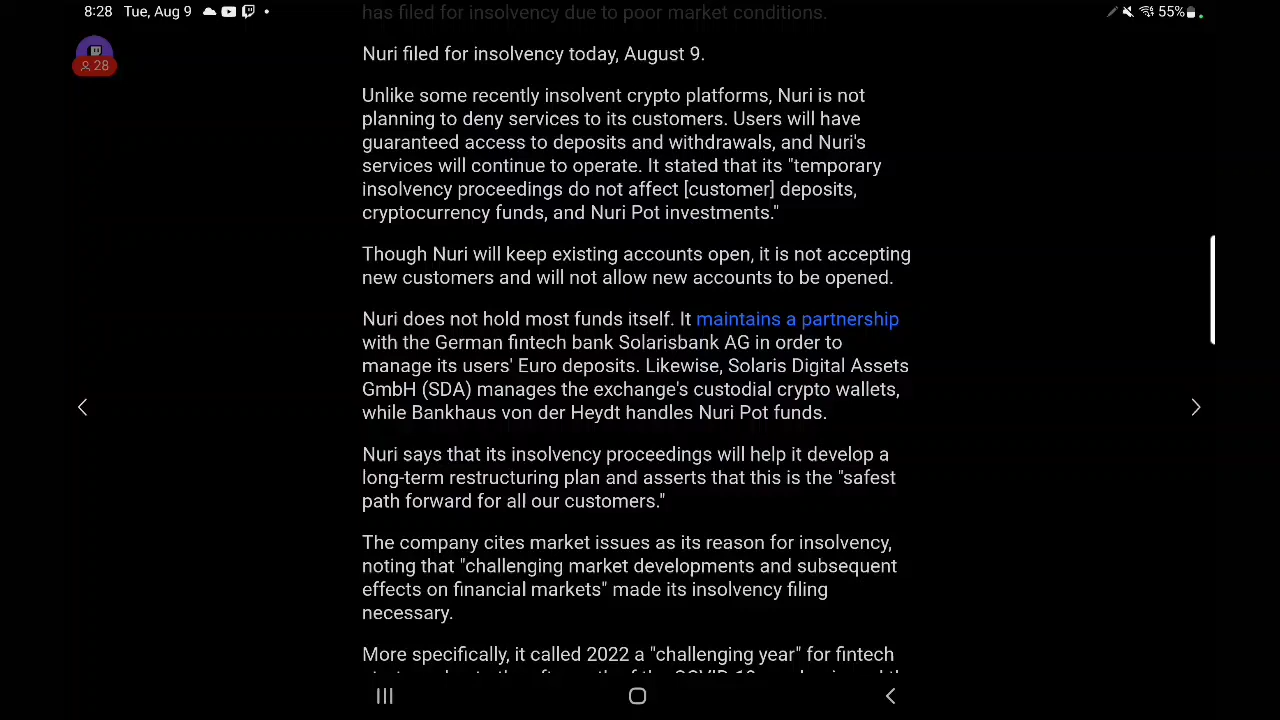 8:28 Tue, Aug 9
55%
28
has filed for insolvency due to poor market conditions.
Nuri filed for insolvency today, August 9.
Unlike some recently insolvent crypto platforms, Nuri is not
planning to deny services to its customers. Users will have
guaranteed access to deposits and withdrawals, and Nuri's
services will continue to operate. It stated that its "temporary
insolvency proceedings do not affect [customer] deposits,
cryptocurrency funds, and Nuri Pot investments."
Though Nuri will keep existing accounts open, it is not accepting
new customers and will not allow new accounts to be opened.
Nuri does not hold most funds itself. It maintains a partnership
with the German fintech bank Solarisbank AG in order to
manage its users' Euro deposits. Likewise, Solaris Digital Assets
GmbH (SDA) manages the exchange's custodial crypto wallets,
while Bankhaus von der Heydt handles Nuri Pot funds.
Nuri says that its insolvency proceedings will help it develop a
long-term restructuring plan and asserts that this is the "safest
path forward for all our customers."
The company cites market issues as its reason for insolvency,
noting that "challenging market developments and subsequent
effects on financial markets" made its insolvency filing
necessary.
More specifically, it called 2022 a "challenging year" for fintech